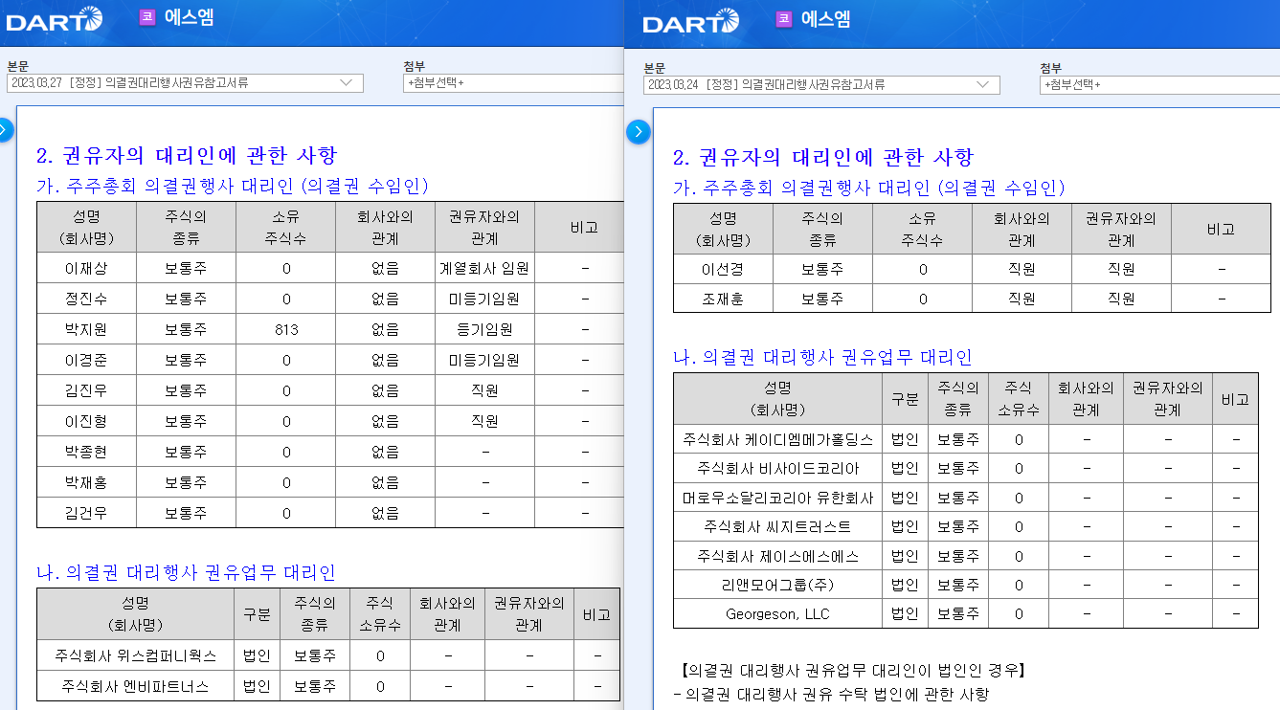 DART
코 에스엠
본문
첨부
2023.03.27 [정정] 의결권대리행사권유참고서류
+첨부선택+
2. 권유자의 대리인에 관한 사항
가. 주주총회 의결권행사 대리인 (의결권 수임인)
성명 (회사명) 주식의 종류 소유 주식수 회사와의 관계 권유자와의 관계 비고
이재상 보통주 0 없음 계열회사 임원 -
정진수 보통주 0 없음 미등기임원 -
박지원 보통주 813 없음 등기임원 -
이경준 보통주 0 없음 미등기임원 -
김진우 보통주 0 없음 직원 -
이진형 보통주 0 없음 직원 -
박종현 보통주 0 없음 - -
박재홍 보통주 0 없음 - -
김건우 보통주 0 없음 - -
나. 의결권 대리행사 권유업무 대리인
성명 (회사명) 구분 주식의 종류 주식 소유수 회사와의 관계 권유자와의 관계 비고
주식회사 위스컴퍼니웍스 법인 보통주 0 - - -
주식회사 엔비파트너스 법인 보통주 0 - - -
DART
코 에스엠
본문
첨부
2023.03.24 [정정] 의결권대리행사권유참고서류
+첨부선택+
2. 권유자의 대리인에 관한 사항
가. 주주총회 의결권행사 대리인 (의결권 수임인)
성명 (회사명) 주식의 종류 소유 주식수 회사와의 관계 권유자와의 관계 비고
이선경 보통주 0 직원 직원 -
조재훈 보통주 0 직원 직원 -
나. 의결권 대리행사 권유업무 대리인
성명 (회사명) 구분 주식의 종류 주식 소유수 회사와의 관계 권유자와의 관계 비고
주식회사 케이디엠메가홀딩스 법인 보통주 0 - - -
주식회사 비사이드코리아 법인 보통주 0 - - -
머로우소달리코리아 유한회사 법인 보통주 0 - - -
주식회사 씨지트러스트 법인 보통주 0 - - -
주식회사 제이스에스에스 법인 보통주 0 - - -
리앤모어그룹(주) 법인 보통주 0 - - -
Georgeson, LLC 법인 보통주 0 - - -
【의결권 대리행사 권유업무 대리인이 법인인 경우】
- 의결권 대리행사 권유 수탁 법인에 관한 사항